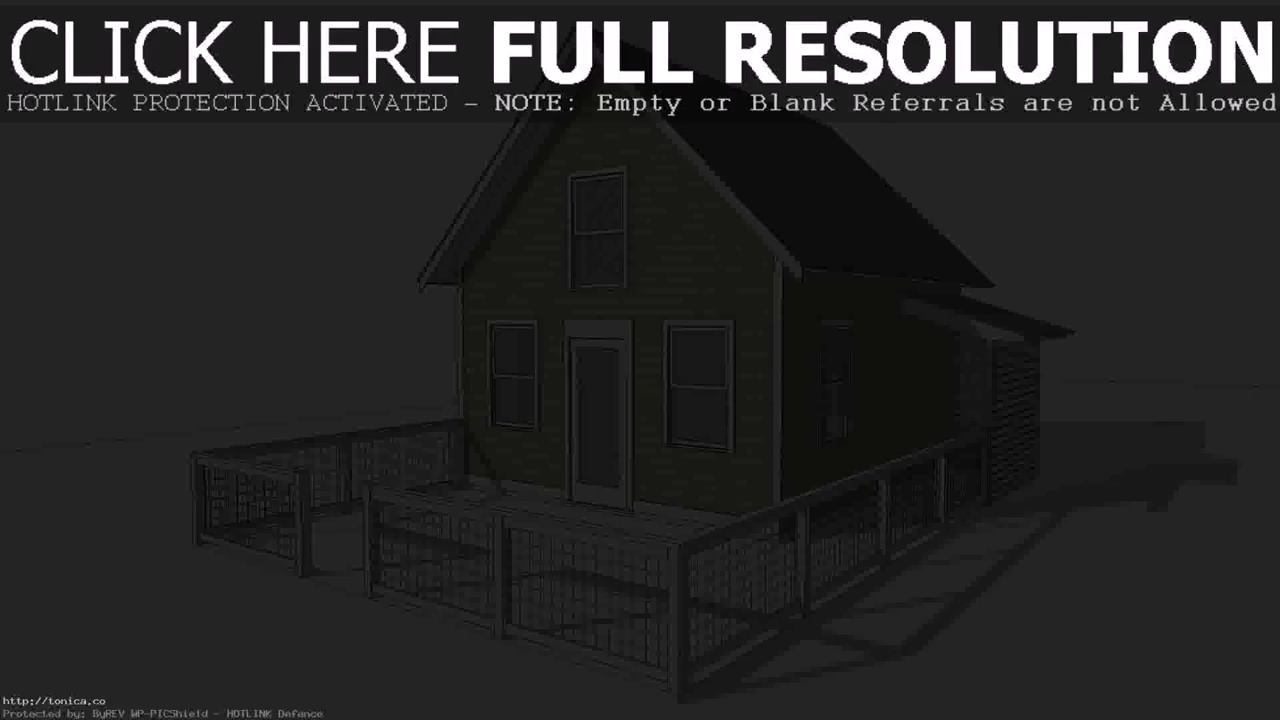 CLICK HERE FULL RESOLUTION
HOTLINK PROTECTION ACTIVATED – NOTE: Empty or Blank Referrals are not Allowed
http://tonica.co
Protected by: ByREV WP-PICShield - HOTLINK Defance